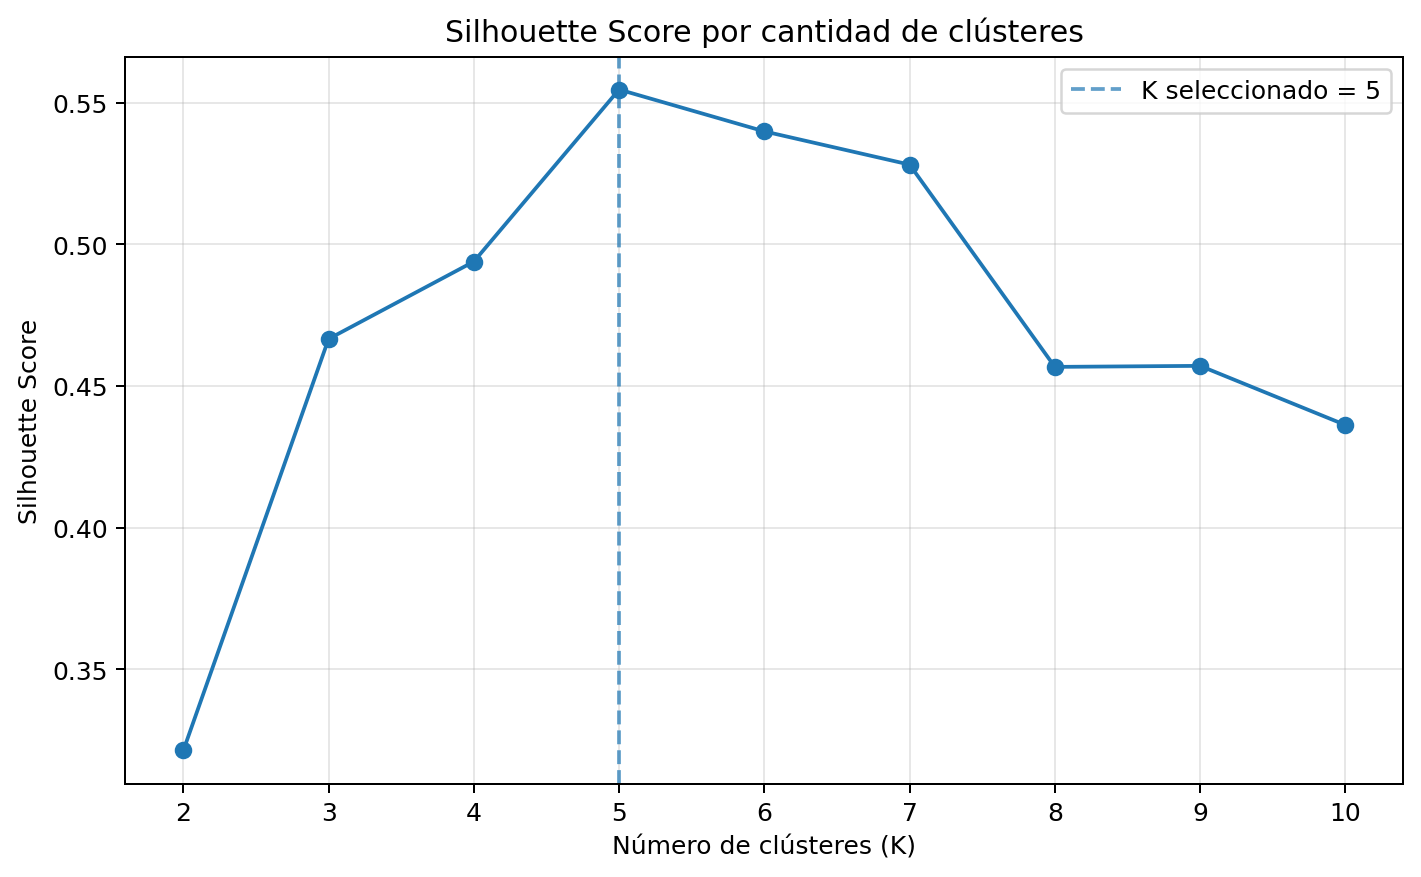 Silhouette Score por cantidad de clústeres
K seleccionado = 5
Silhouette Score
0.55
0.50
0.45
0.40
0.35
2 3 4 5 6 7 8 9 10
Número de clústeres (K)